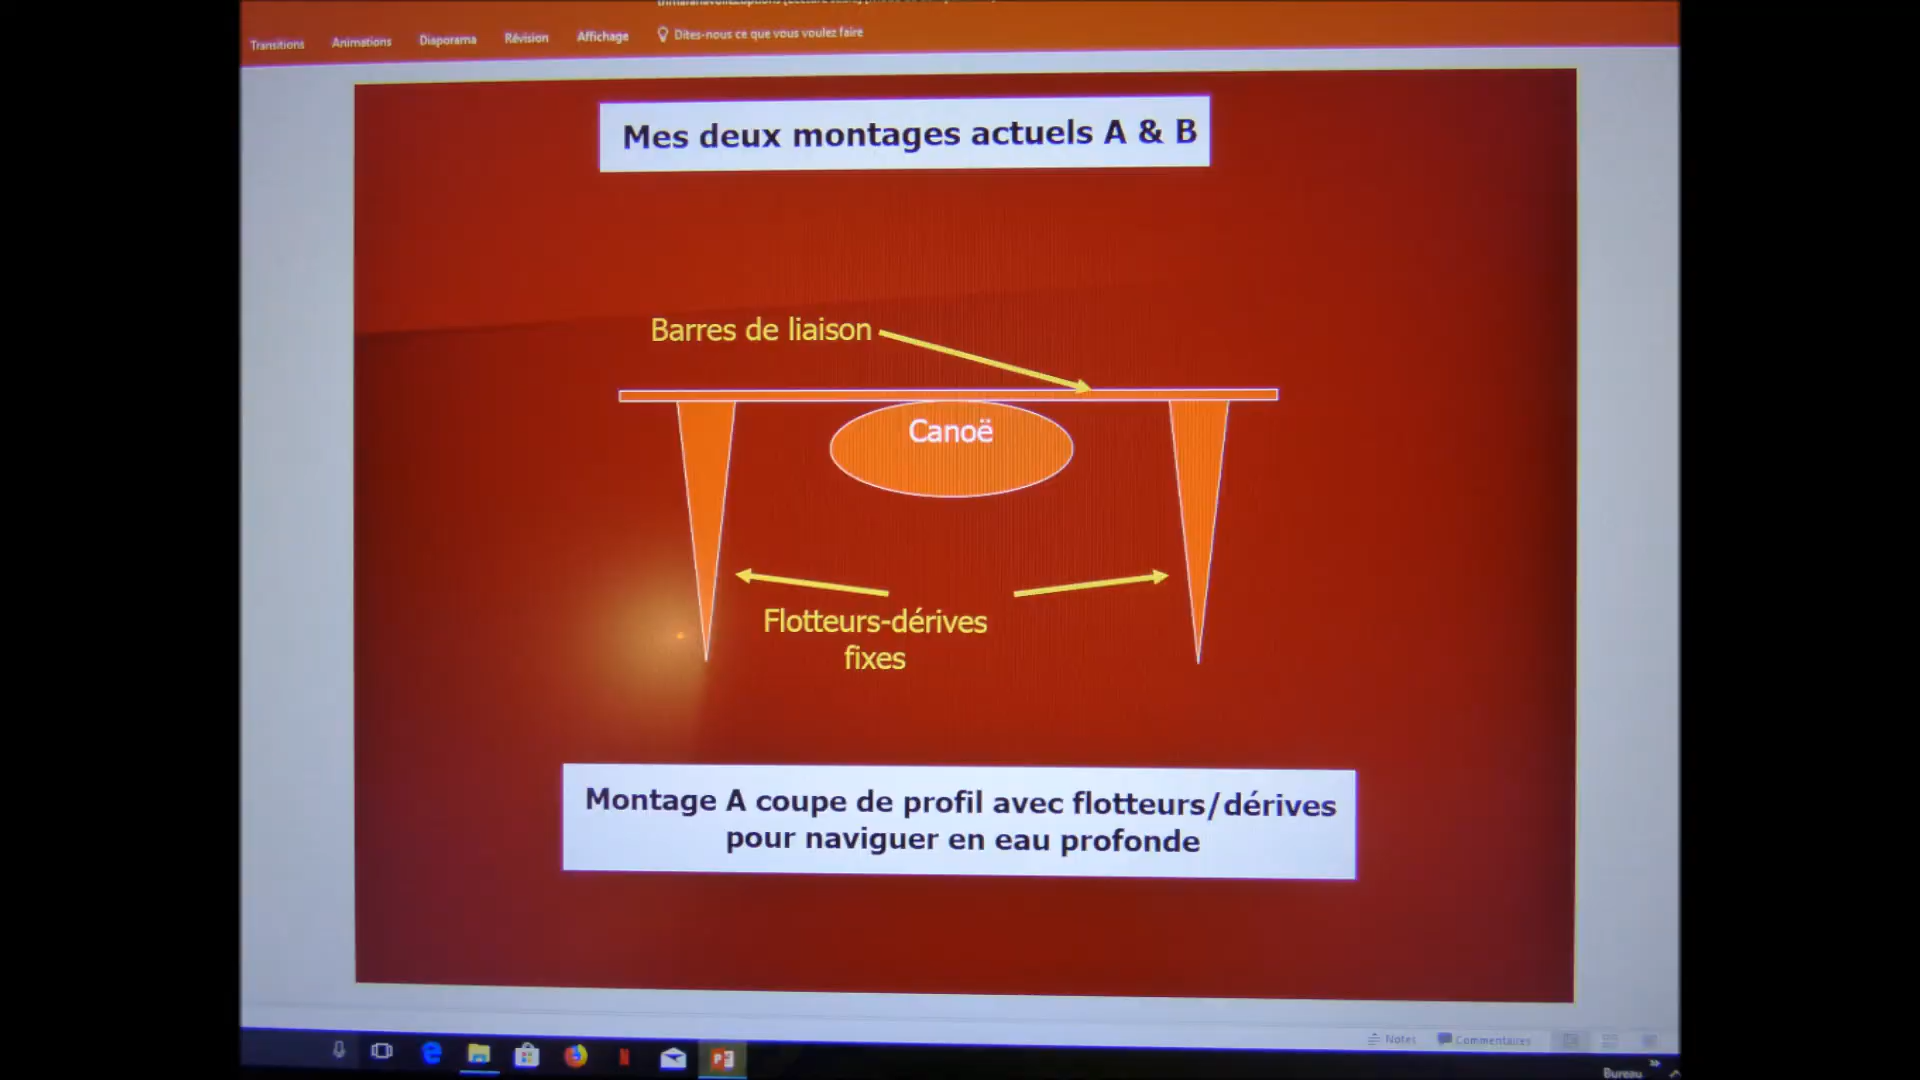 Transitions Animations Diaporama Révision Affichage Dites-nous ce que vous voulez faire
Mes deux montages actuels A & B
Barres de liaison
Canoë
Flotteurs-dérives
fixes
Montage A coupe de profil avec flotteurs/dérives
pour naviguer en eau profonde
Notes Commentaires
Bureau